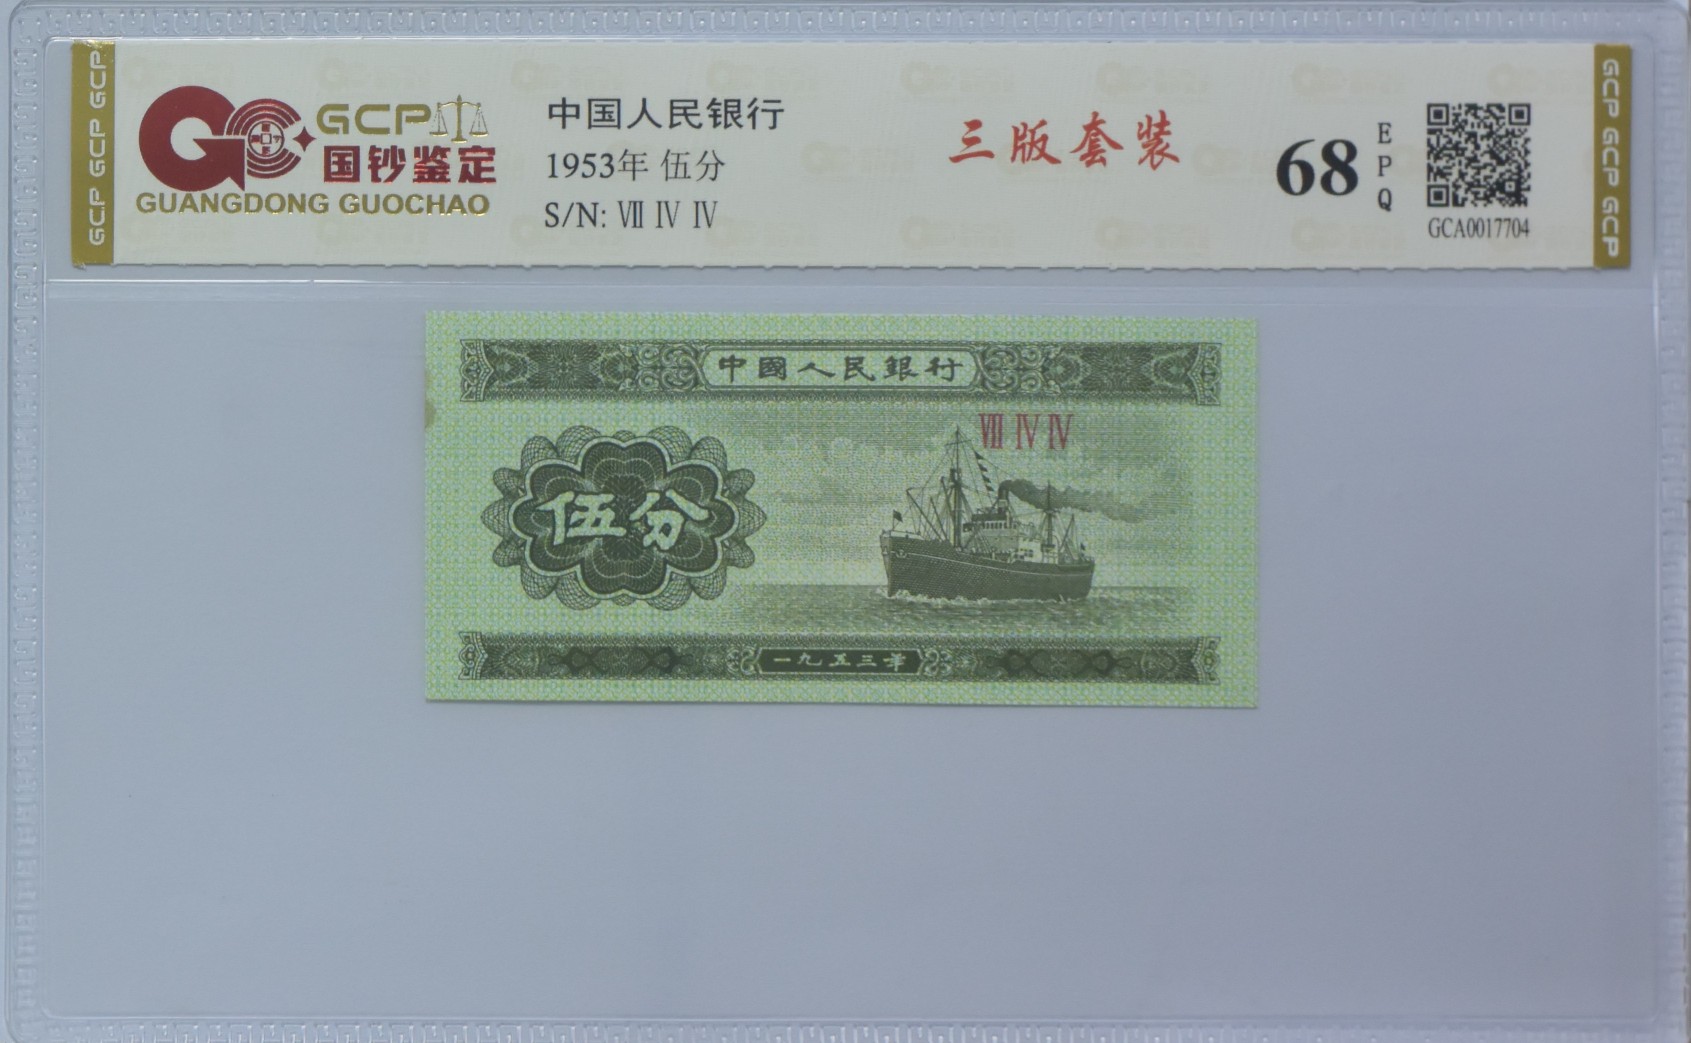 GCP GCP GCP
GCP
国钞鉴定
GUANGDONG GUOCHAO
中国人民银行
1953年 伍分
S/N: Ⅶ Ⅳ Ⅳ
三版套装
68
EPQ
GCA0017704
GCP GCP GCP
中國人民銀行
Ⅶ Ⅳ Ⅳ
伍分
一九五三年